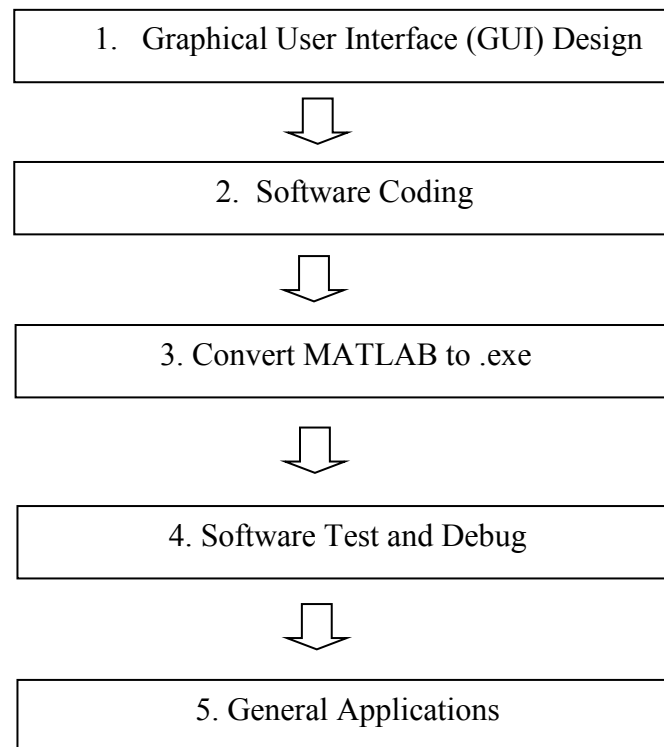 1. Graphical User Interface (GUI) Design
2. Software Coding
3. Convert MATLAB to .exe
4. Software Test and Debug
5. General Applications